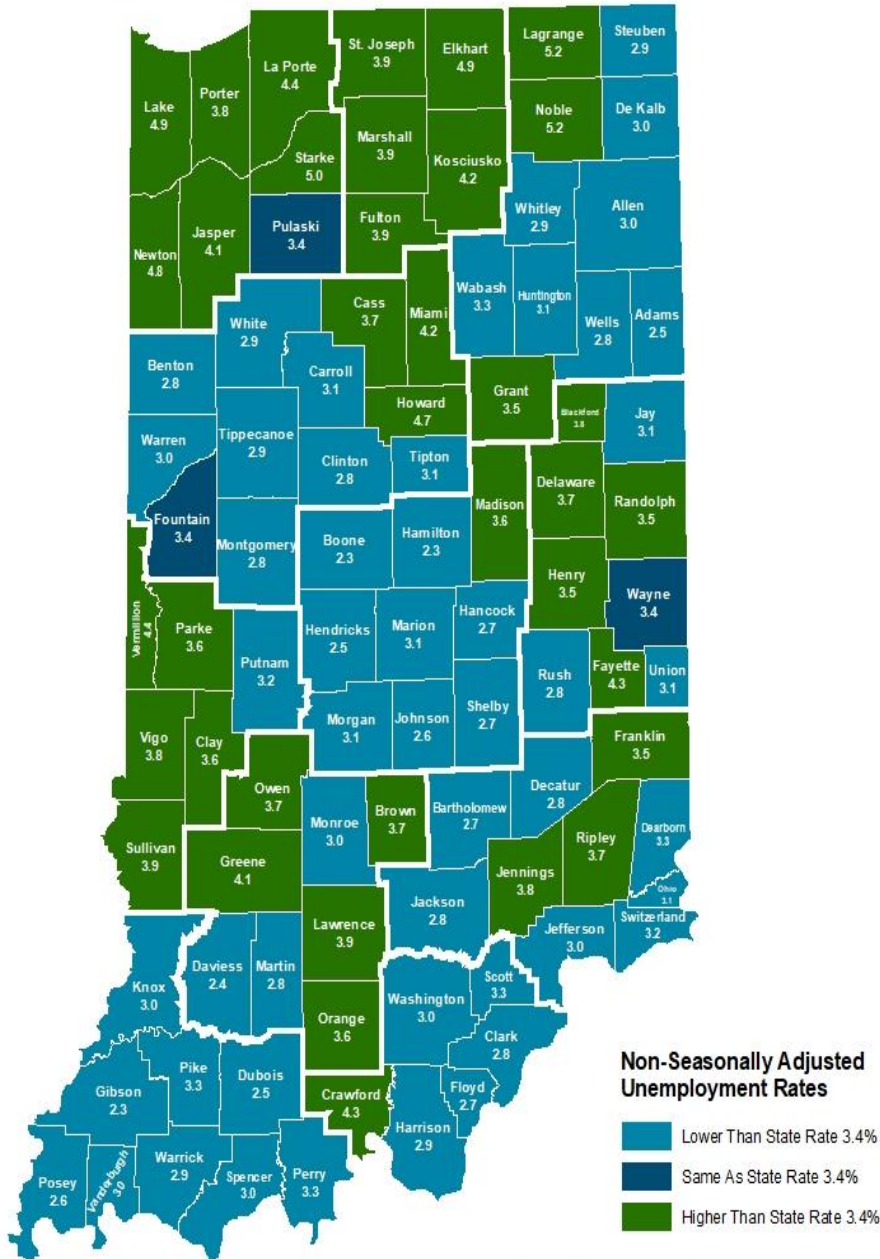 Lagrange
5.2
Steuben
2.9
St. Joseph
3.9
Elkhart
4.9
La Porte
4.4
Porter
3.8
Lake
4.9
Noble
5.2
De Kalb
3.0
Marshall
3.9
Kosciusko
4.2
Starke
5.0
Whitley
2.9
Allen
3.0
Pulaski
3.4
Fulton
3.9
Jasper
4.1
Newton
4.8
Wabash
3.3
Huntington
3.1
Wells
2.8
Adams
2.5
White
2.9
Cass
3.7
Miami
4.2
Benton
2.8
Carroll
3.1
Howard
4.7
Grant
3.5
Blackford
3.8
Jay
3.1
Warren
3.0
Tippecanoe
2.9
Clinton
2.8
Tipton
3.1
Madison
3.6
Delaware
3.7
Randolph
3.5
Fountain
3.4
Montgomery
2.8
Boone
2.3
Hamilton
2.3
Henry
3.5
Wayne
3.4
Vermillion
4.4
Parke
3.6
Putnam
3.2
Hendricks
2.5
Marion
3.1
Hancock
2.7
Rush
2.8
Fayette
4.3
Union
3.1
Vigo
3.8
Clay
3.6
Morgan
3.1
Johnson
2.6
Shelby
2.7
Franklin
3.5
Owen
3.7
Monroe
3.0
Brown
3.7
Bartholomew
2.7
Decatur
2.8
Sullivan
3.9
Greene
4.1
Jennings
3.8
Ripley
3.7
Dearborn
3.3
Ohio
3.1
Lawrence
3.9
Jackson
2.8
Jefferson
3.0
Switzerland
3.2
Knox
3.0
Daviess
2.4
Martin
2.8
Washington
3.0
Scott
3.3
Orange
3.6
Clark
2.8
Gibson
2.3
Pike
3.3
Dubois
2.5
Crawford
4.3
Harrison
2.9
Floyd
2.7
Posey
2.6
Vanderburgh
3.0
Warrick
2.9
Spencer
3.0
Perry
3.3
Non-Seasonally Adjusted
Unemployment Rates
Lower Than State Rate 3.4%
Same As State Rate 3.4%
Higher Than State Rate 3.4%